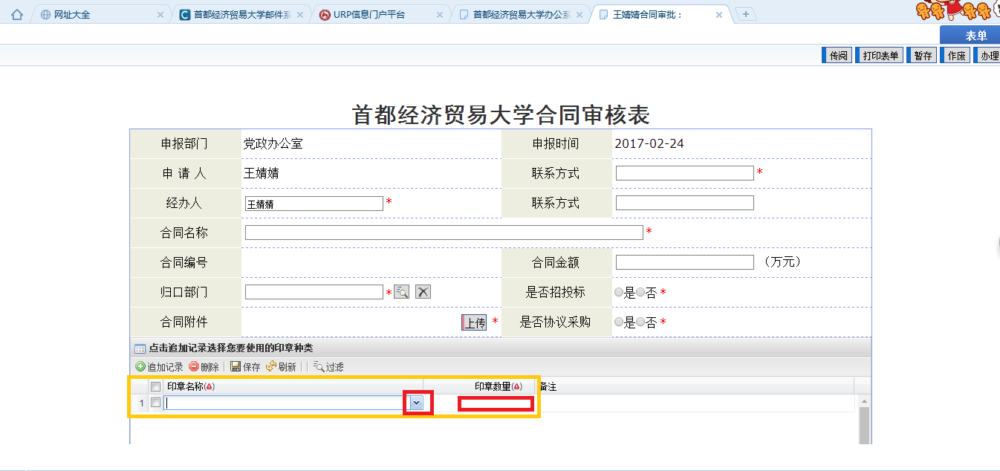 网址大全 首都经济贸易大学邮件系 URP信息门户平台 首都经济贸易大学办公系 王婧婧合同审批：
表单
传阅 打印表单 暂存 作废 办理
首都经济贸易大学合同审核表
申报部门 党政办公室 申报时间 2017-02-24
申 请 人 王婧婧 联系方式 *
经办人 王婧婧 * 联系方式
合同名称 *
合同编号 合同金额 （万元）
归口部门 * 是否招投标 是 否 *
合同附件 上传 * 是否协议采购 是 否 *
点击追加记录选择您要使用的印章种类
追加记录 删除 保存 刷新 过滤
印章名称 印章数量 备注
1